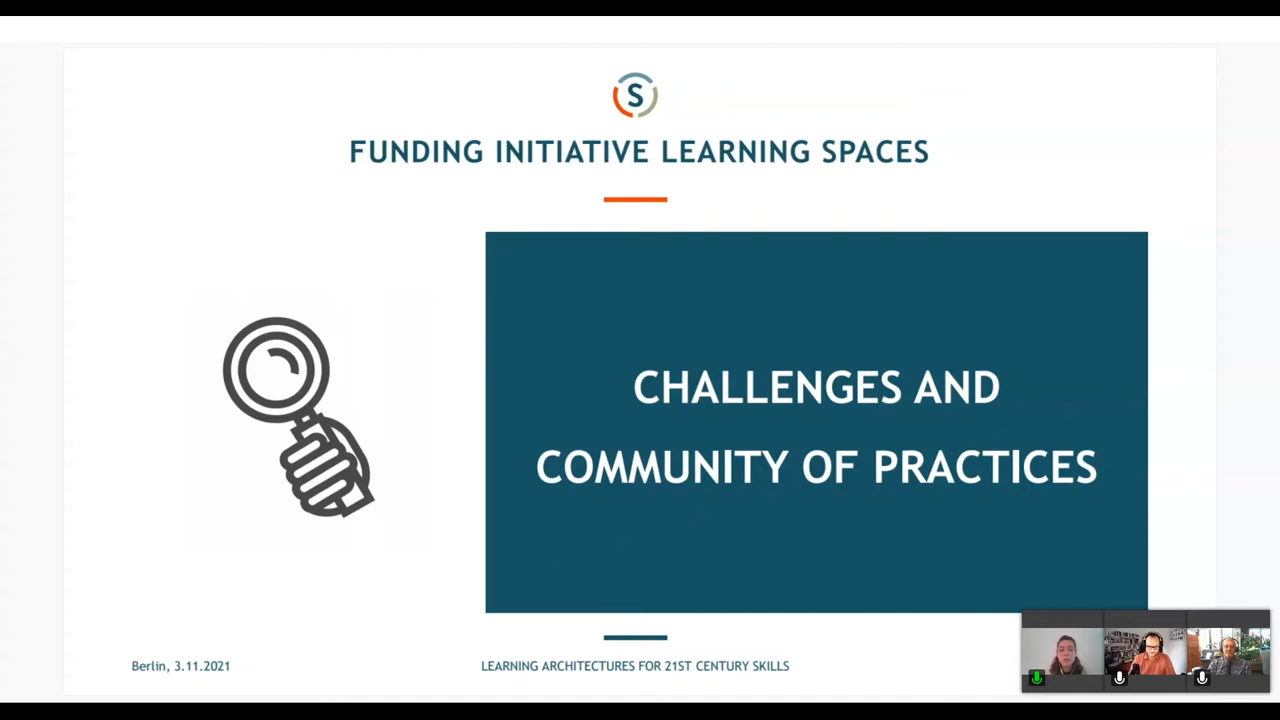 S
FUNDING INITIATIVE LEARNING SPACES
CHALLENGES AND
COMMUNITY OF PRACTICES
Berlin, 3.11.2021
LEARNING ARCHITECTURES FOR 21ST CENTURY SKILLS